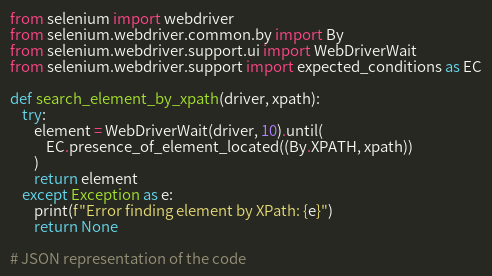 from selenium import webdriver
from selenium.webdriver.common.by import By
from selenium.webdriver.support.ui import WebDriverWait
from selenium.webdriver.support import expected_conditions as EC

def search_element_by_xpath(driver, xpath):
    try:
        element = WebDriverWait(driver, 10).until(
            EC.presence_of_element_located((By.XPATH, xpath))
        )
        return element
    except Exception as e:
        print(f"Error finding element by XPath: {e}")
        return None

# JSON representation of the code